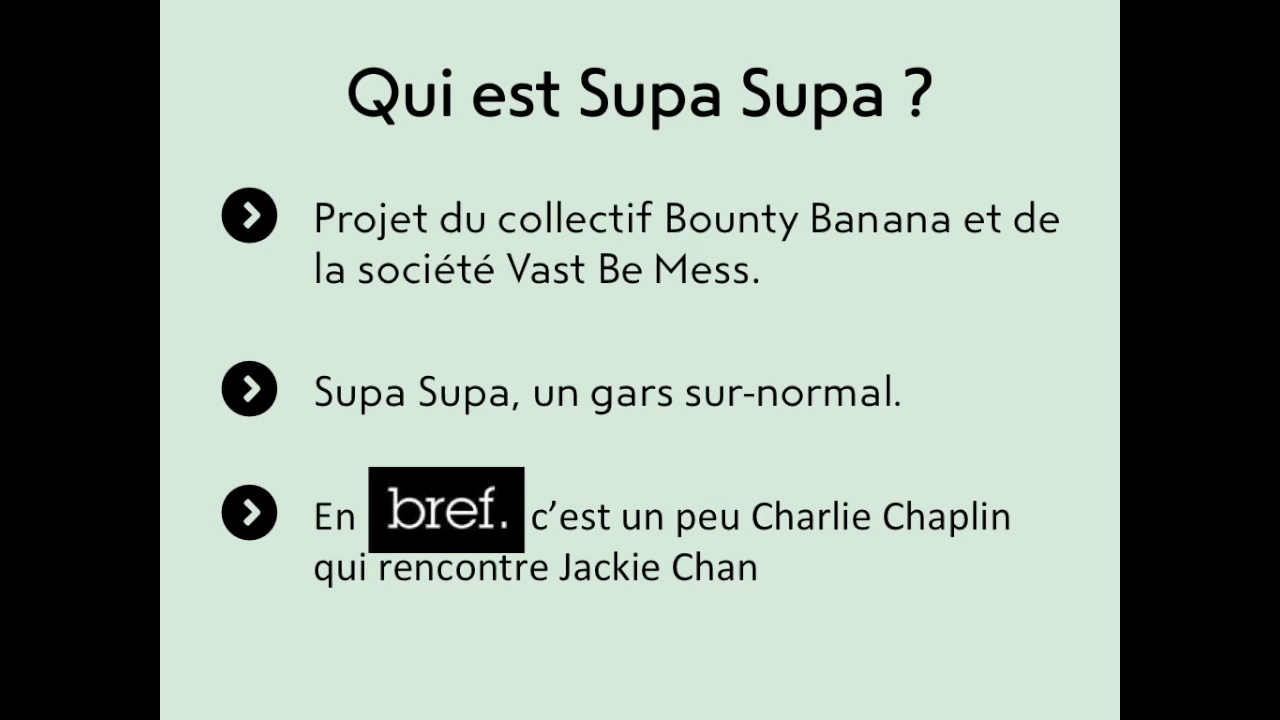 Qui est Supa Supa ?
Projet du collectif Bounty Banana et de
la société Vast Be Mess.
Supa Supa, un gars sur-normal.
En bref. c’est un peu Charlie Chaplin
qui rencontre Jackie Chan